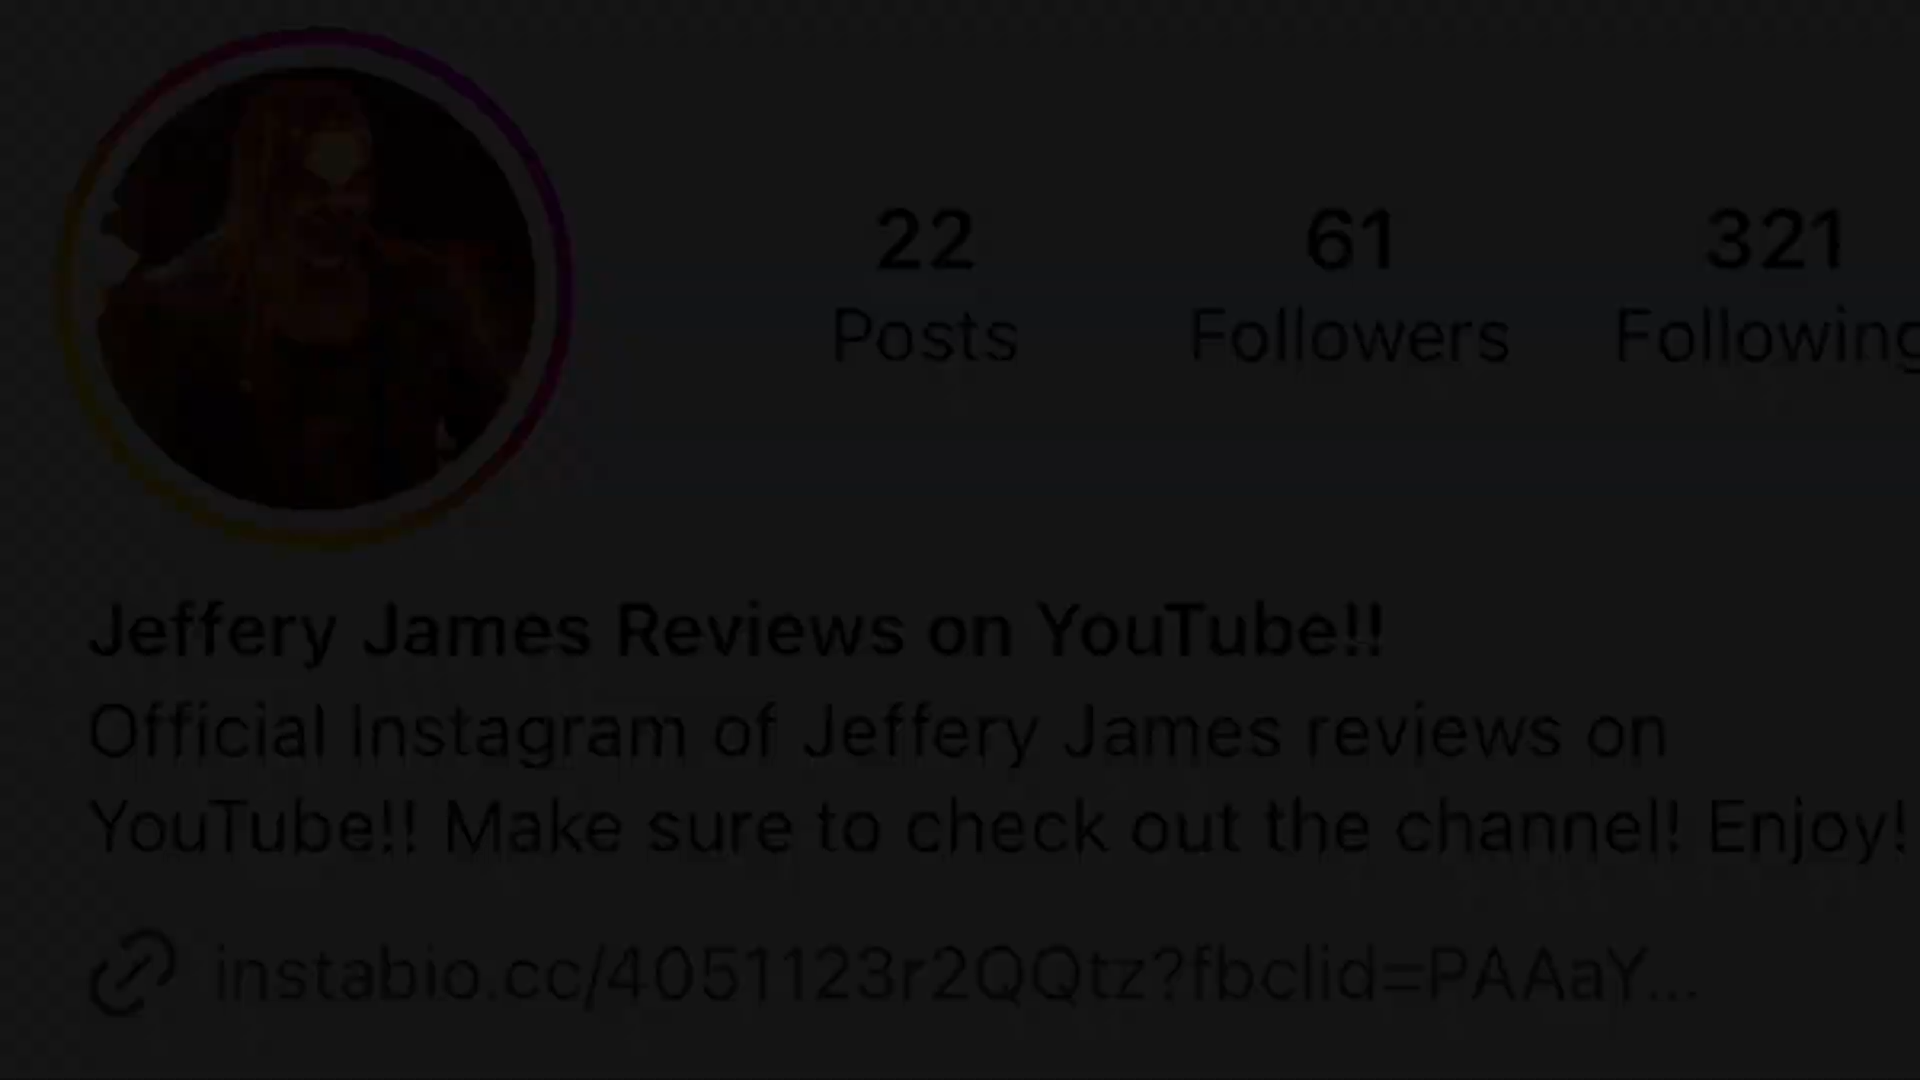 22 61 321
Posts Followers Following
Jeffery James Reviews on YouTube!!
Official Instagram of Jeffery James reviews on
YouTube!! Make sure to check out the channel! Enjoy!
instabio.cc/4051123r2QQtz?fbclid=PAAaY...